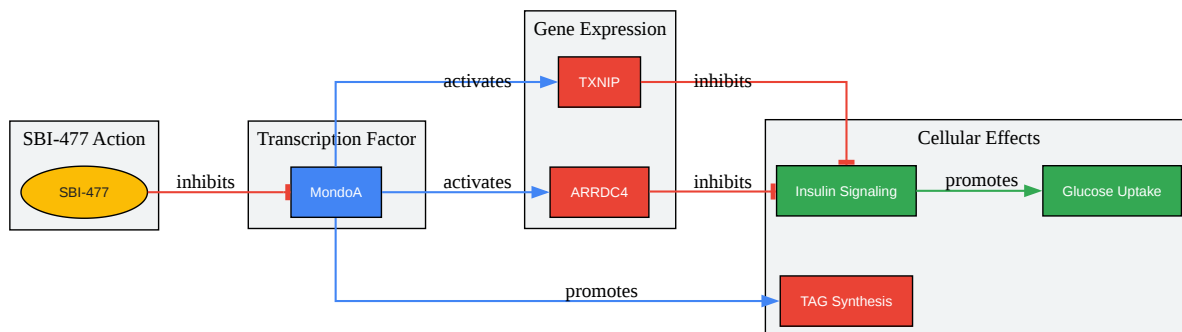 Gene Expression
TXNIP
activates
inhibits
SBI-477 Action
Transcription Factor
Cellular Effects
SBI-477
inhibits
MondoA
activates
ARRDC4
inhibits
Insulin Signaling
promotes
Glucose Uptake
promotes
TAG Synthesis